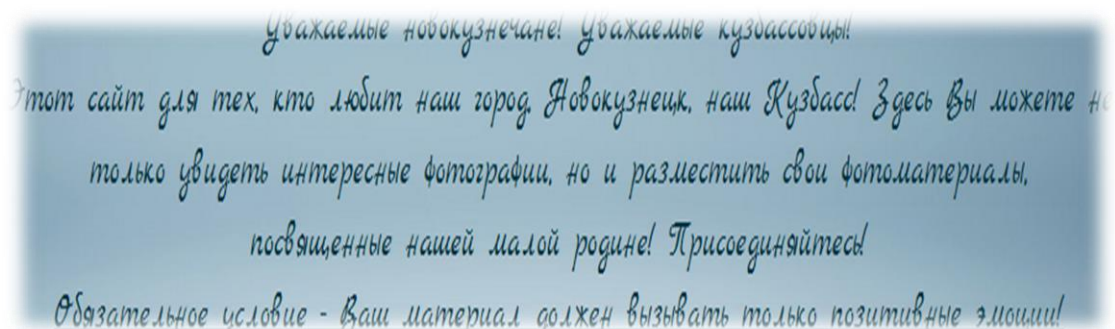 Уважаемые новокузнечане! Уважаемые кузбассовцы!
Этот сайт для тех, кто любит наш город, Новокузнецк, наш Кузбасс! Здесь Вы можете не
только увидеть интересные фотографии, но и разместить свои фотоматериалы,
посвященные нашей малой родине! Присоединяйтесь!
Обязательное условие - Ваш материал должен вызывать только позитивные эмоции!